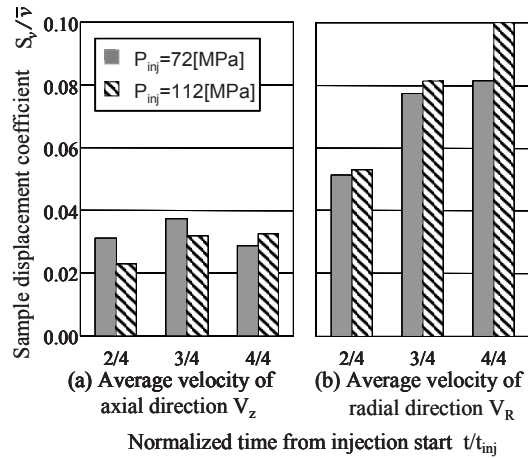 Sample displacement coefficient Sν/ν̄
0.10
0.08
0.06
0.04
0.02
0.00
Pinj=72[MPa]
Pinj=112[MPa]
2/4 3/4 4/4 2/4 3/4 4/4
(a) Average velocity of axial direction Vz
(b) Average velocity of radial direction VR
Normalized time from injection start t/tinj